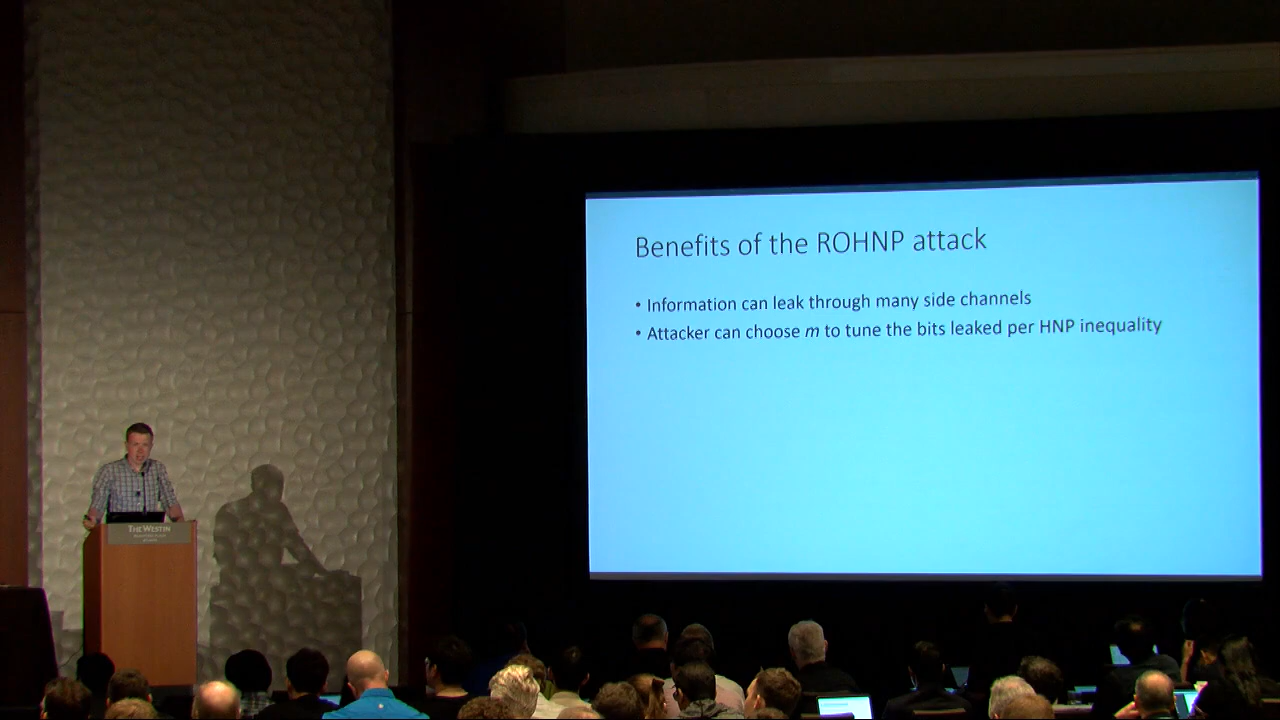 Benefits of the ROHNP attack
• Information can leak through many side channels
• Attacker can choose m to tune the bits leaked per HNP inequality
THE WESTIN